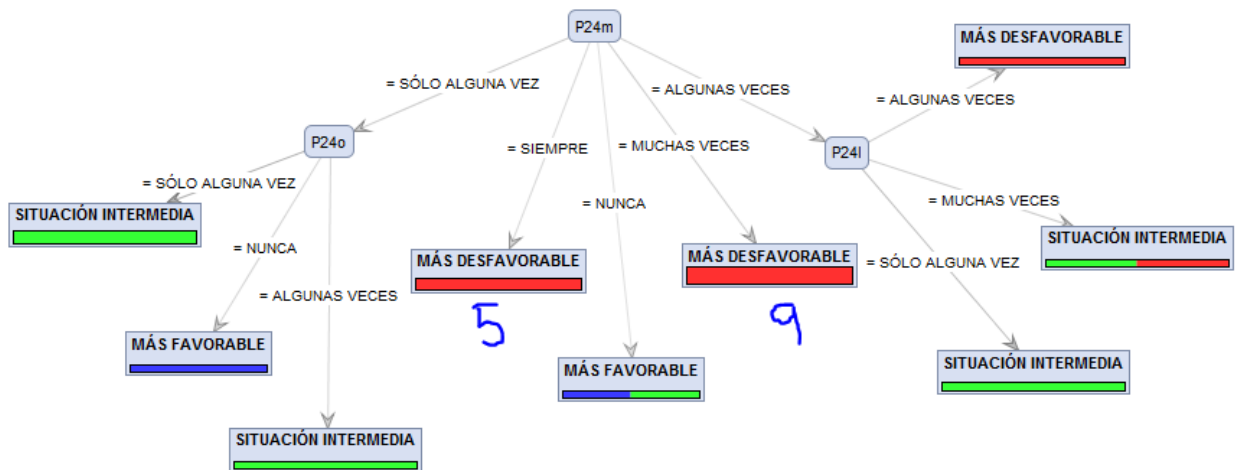 P24m
MÁS DESFAVORABLE
= SÓLO ALGUNA VEZ
= ALGUNAS VECES
= ALGUNAS VECES
P24o
= SIEMPRE
= MUCHAS VECES
P24l
= SÓLO ALGUNA VEZ
= NUNCA
= MUCHAS VECES
SITUACIÓN INTERMEDIA
= NUNCA
SITUACIÓN INTERMEDIA
MÁS DESFAVORABLE
MÁS DESFAVORABLE
= SÓLO ALGUNA VEZ
= ALGUNAS VECES
5
9
MÁS FAVORABLE
MÁS FAVORABLE
SITUACIÓN INTERMEDIA
SITUACIÓN INTERMEDIA